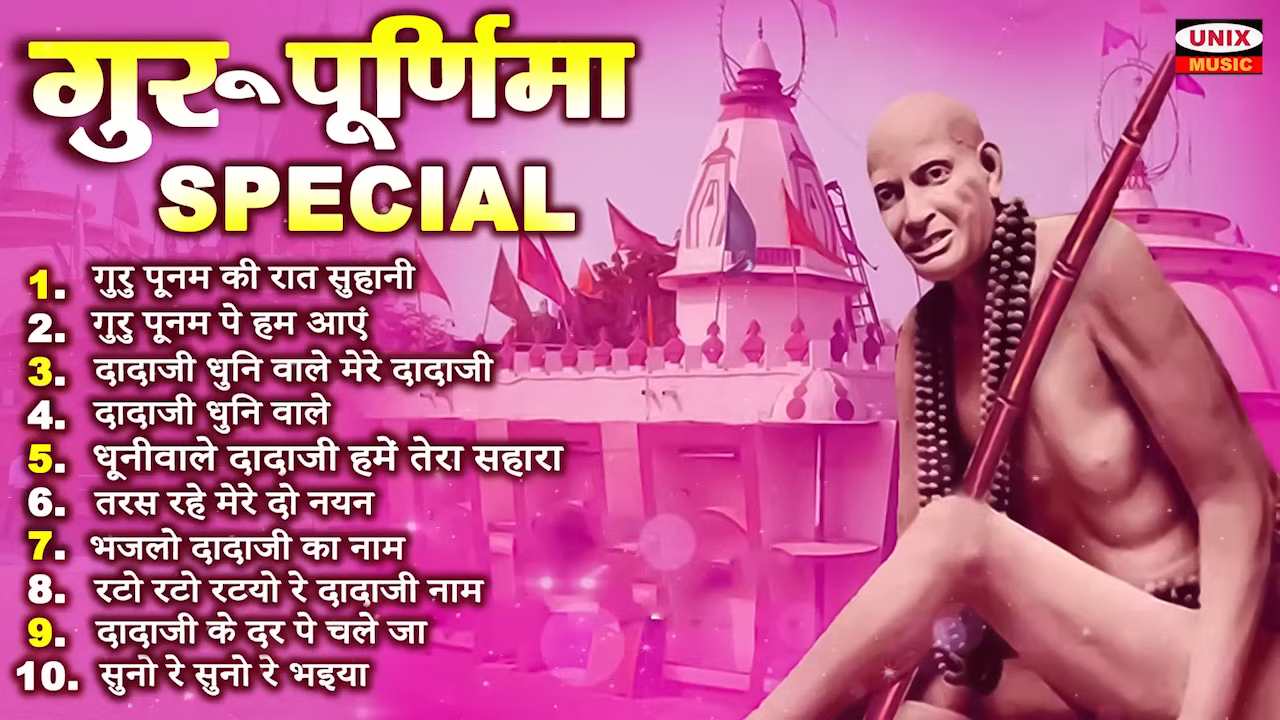 गुरू पूर्णिमा
SPECIAL
1. गुरु पूनम की रात सुहानी
2. गुरु पूनम पे हम आएं
3. दादाजी धुनि वाले मेरे दादाजी
4. दादाजी धुनि वाले
5. धूनीवाले दादाजी हमें तेरा सहारा
6. तरस रहे मेरे दो नयन
7. भजलो दादाजी का नाम
8. रटो रटो रटयो रे दादाजी नाम
9. दादाजी के दर पे चले जा
10. सुनो रे सुनो रे भइया
UNIX
MUSIC